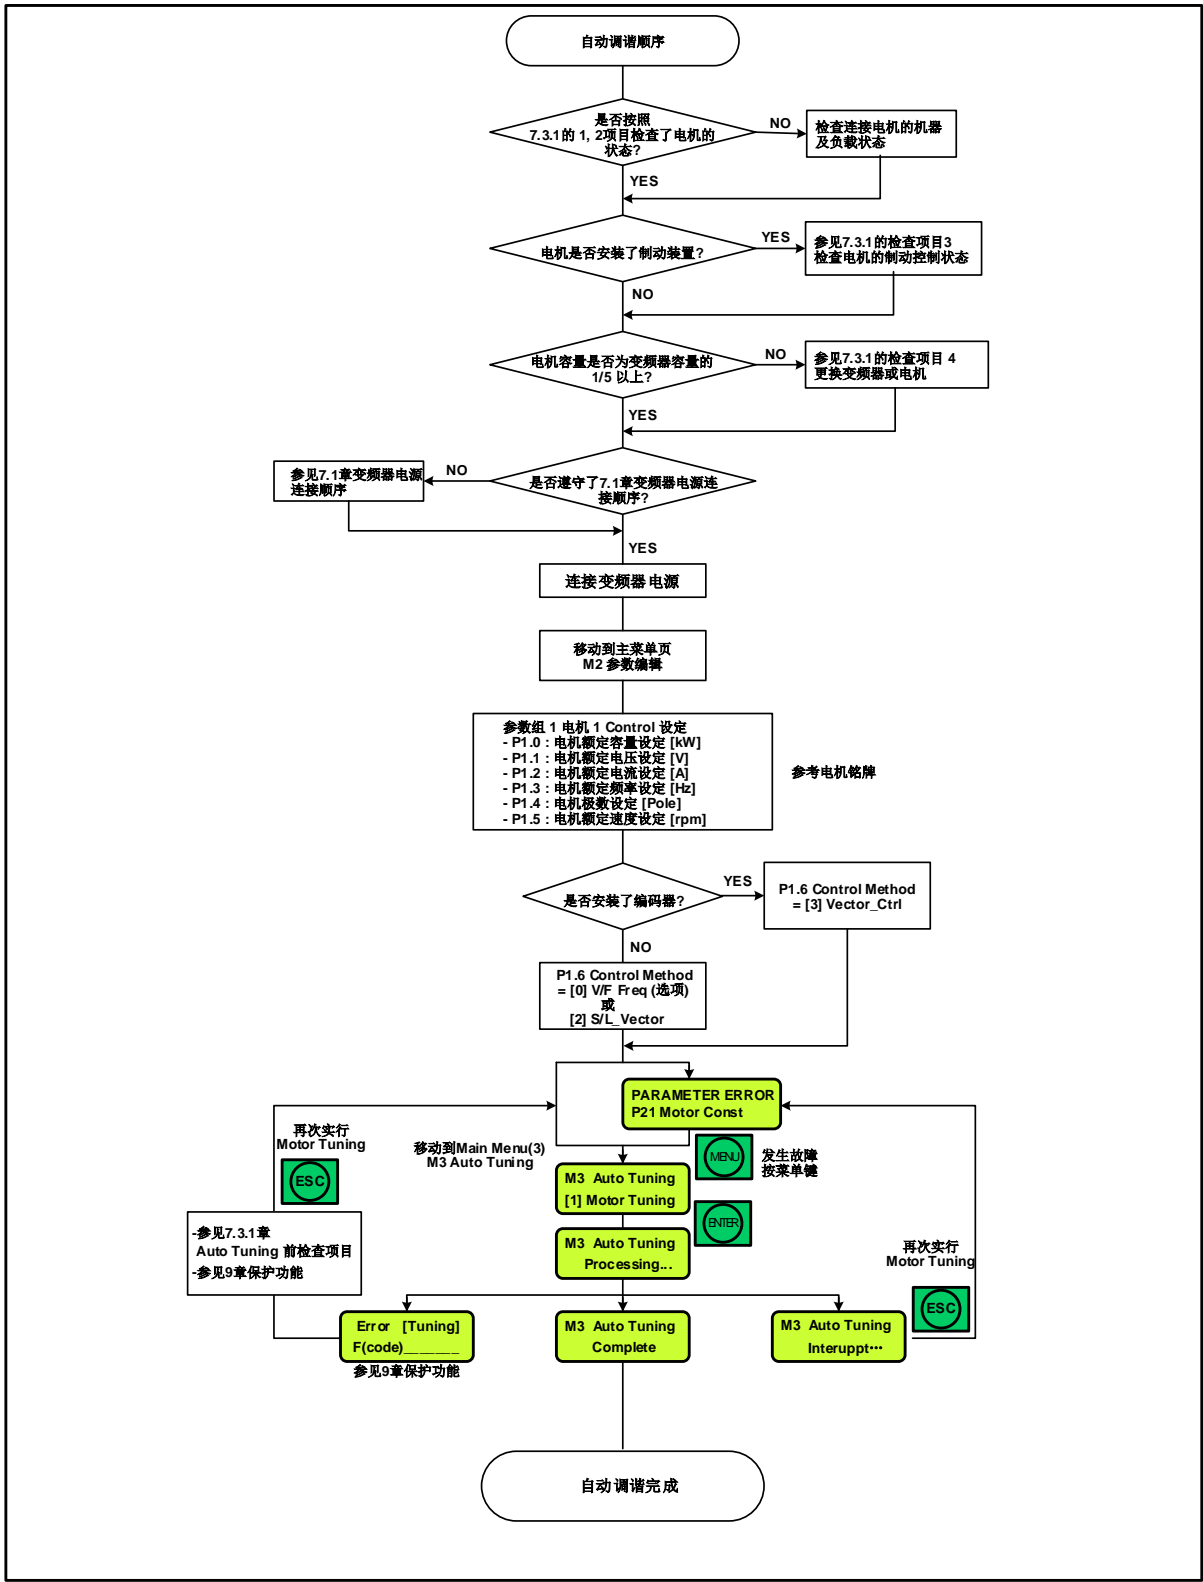 自动调谐顺序
是否按照
7.3.1的 1, 2项目检查了电机的
状态?
NO
检查连接电机的机器
及负载状态
YES
电机是否安装了制动装置?
YES
参见7.3.1的检查项目3
检查电机的制动控制状态
NO
电机容量是否为变频器容量的
1/5 以上?
NO
参见7.3.1的检查项目 4
更换变频器或电机
YES
参见7.1章变频器电源
连接顺序
NO
是否遵守了7.1章变频器电源连
接顺序?
YES
连接变频器电源
移动到主菜单页
M2 参数编辑
参数组 1 电机 1 Control 设定
- P1.0 : 电机额定容量设定 [kW]
- P1.1 : 电机额定电压设定 [V]
- P1.2 : 电机额定电流设定 [A]
- P1.3 : 电机额定频率设定 [Hz]
- P1.4 : 电机极数设定 [Pole]
- P1.5 : 电机额定速度设定 [rpm]
参考电机铭牌
是否安装了编码器?
YES
P1.6 Control Method
= [3] Vector_Ctrl
NO
P1.6 Control Method
= [0] V/F Freq (选项)
或
[2] S/L_Vector
PARAMETER ERROR
P21 Motor Const
再次实行
Motor Tuning
ESC
移动到Main Menu(3)
M3 Auto Tuning
MENU
发生故障
按菜单键
M3 Auto Tuning
[1] Motor Tuning
ENTER
-参见7.3.1章
Auto Tuning 前检查项目
-参见9章保护功能
M3 Auto Tuning
Processing...
再次实行
Motor Tuning
ESC
Error [Tuning]
F(code)_______
参见9章保护功能
M3 Auto Tuning
Complete
M3 Auto Tuning
Interuppt···
自动调谐完成